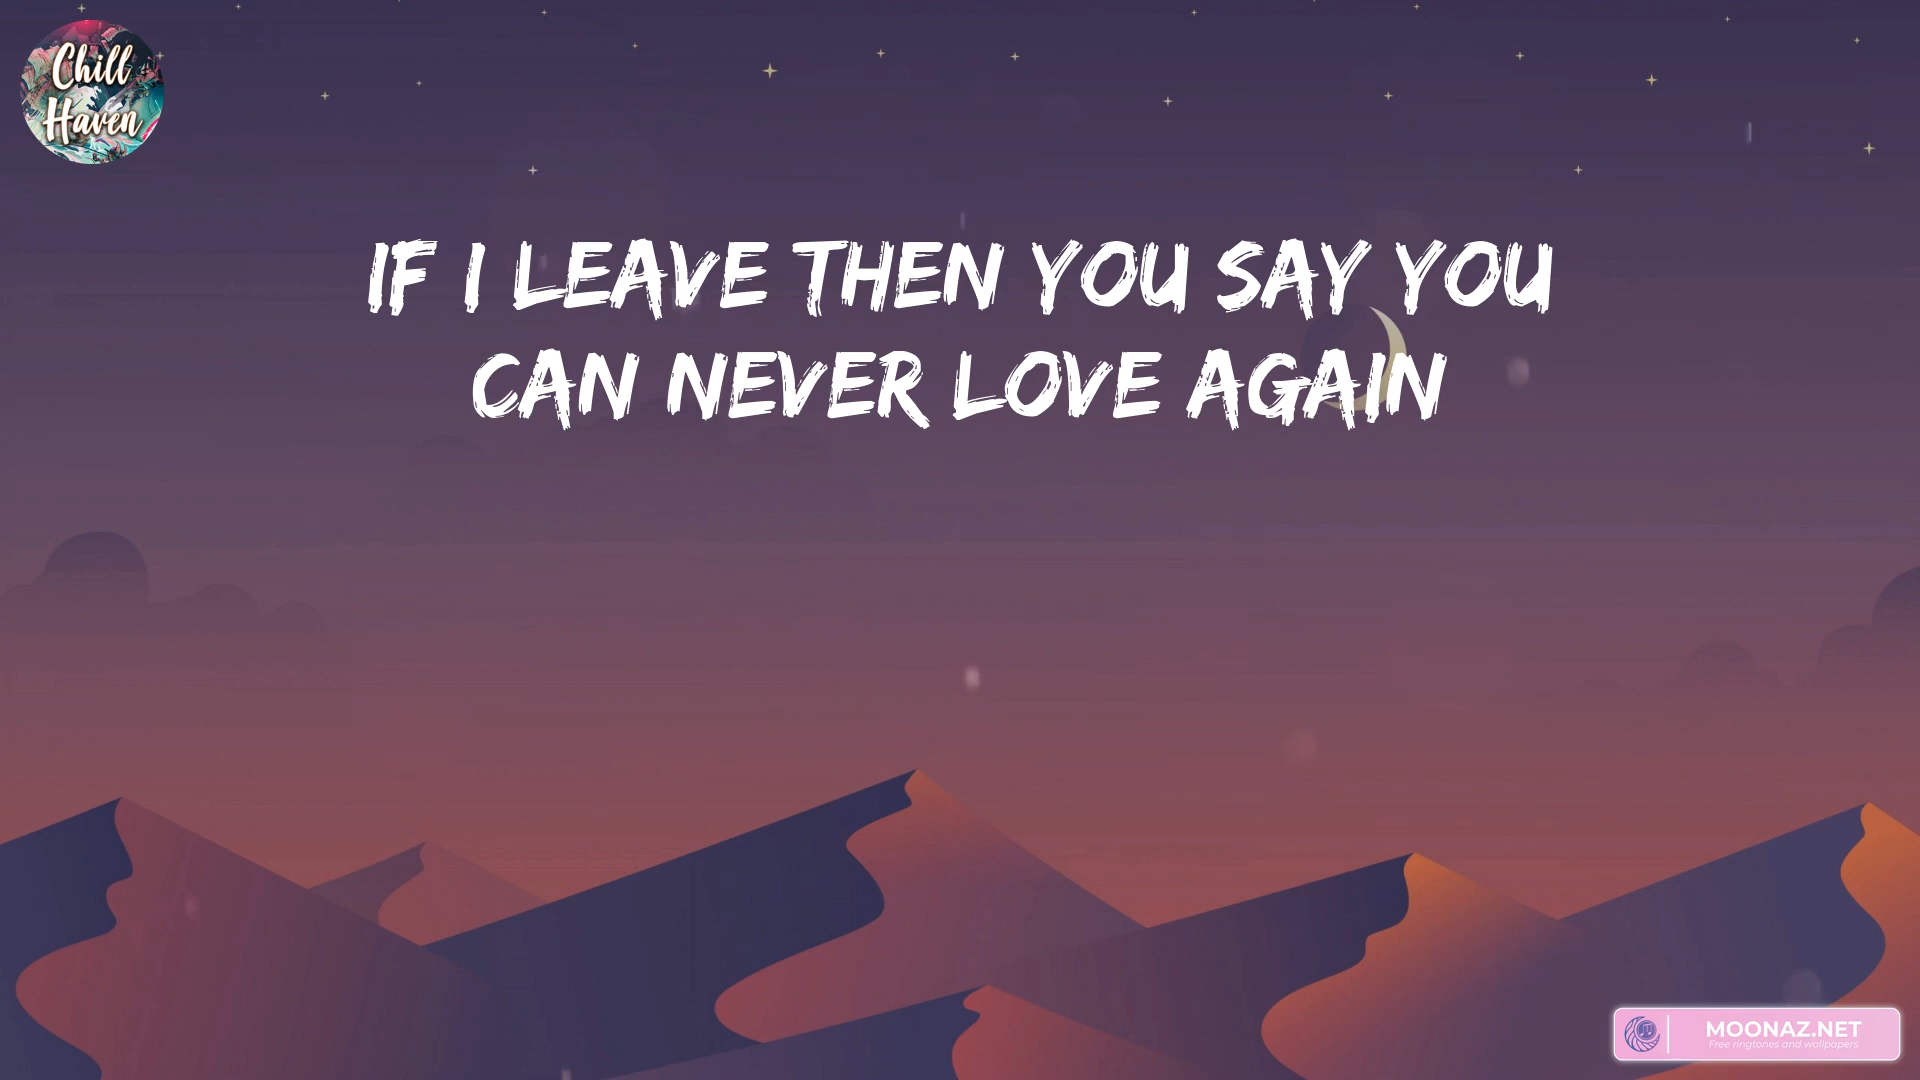 Chill
Haven
IF I LEAVE THEN YOU SAY YOU
CAN NEVER LOVE AGAIN
MOONAZ.NET
Free ringtones and wallpapers